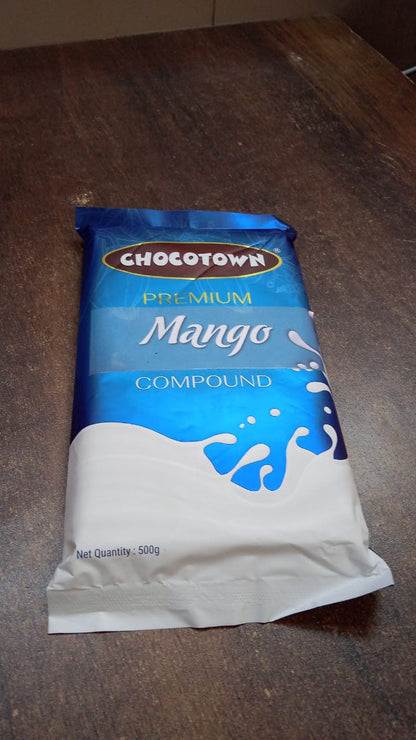 CHOCOTOWN®
PREMIUM
Mango
COMPOUND
Net Quantity : 500g